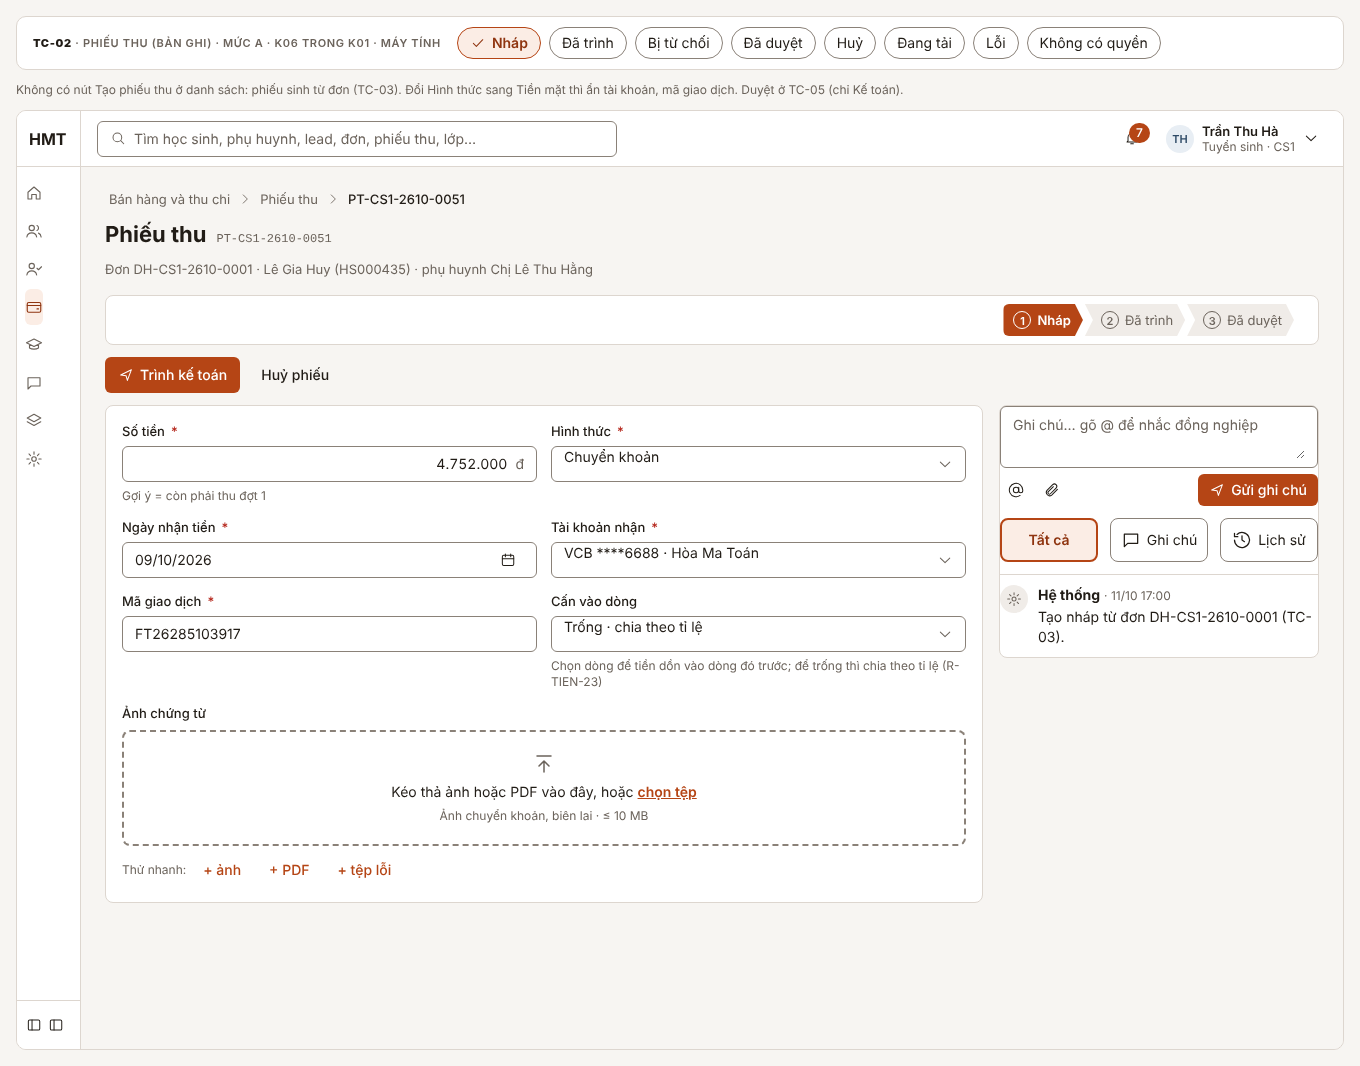 TC-02 · PHIẾU THU (BẢN GHI) · MỨC A · K06 TRONG K01 · MÁY TÍNH
Nháp
Đã trình
Bị từ chối
Đã duyệt
Huỷ
Đang tải
Lỗi
Không có quyền
Không có nút Tạo phiếu thu ở danh sách: phiếu sinh từ đơn (TC-03). Đổi Hình thức sang Tiền mặt thì ẩn tài khoản, mã giao dịch. Duyệt ở TC-05 (chỉ Kế toán).
HMT
Tìm học sinh, phụ huynh, lead, đơn, phiếu thu, lớp...
7
TH
Trần Thu Hà
Tuyển sinh · CS1
Bán hàng và thu chi
Phiếu thu
PT-CS1-2610-0051
Phiếu thu PT-CS1-2610-0051
Đơn DH-CS1-2610-0001 · Lê Gia Huy (HS000435) · phụ huynh Chị Lê Thu Hằng
1 Nháp
2 Đã trình
3 Đã duyệt
Trình kế toán
Huỷ phiếu
Số tiền *
4.752.000 đ
Gợi ý = còn phải thu đợt 1
Hình thức *
Chuyển khoản
Ngày nhận tiền *
09/10/2026
Tài khoản nhận *
VCB ****6688 · Hòa Ma Toán
Mã giao dịch *
FT26285103917
Cấn vào dòng
Trống · chia theo tỉ lệ
Chọn dòng để tiền dồn vào dòng đó trước; để trống thì chia theo tỉ lệ (R-
TIEN-23)
Ảnh chứng từ
Kéo thả ảnh hoặc PDF vào đây, hoặc chọn tệp
Ảnh chuyển khoản, biên lai · ≤ 10 MB
Thử nhanh:
+ ảnh
+ PDF
+ tệp lỗi
Ghi chú... gõ @ để nhắc đồng nghiệp
Gửi ghi chú
Tất cả
Ghi chú
Lịch sử
Hệ thống · 11/10 17:00
Tạo nháp từ đơn DH-CS1-2610-0001 (TC-
03).